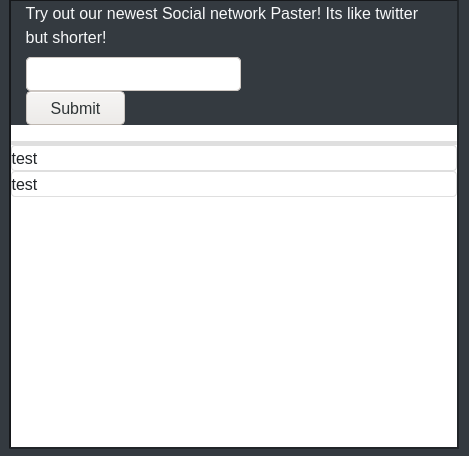 Try out our newest Social network Paster! Its like twitter
but shorter!
Submit
test
test